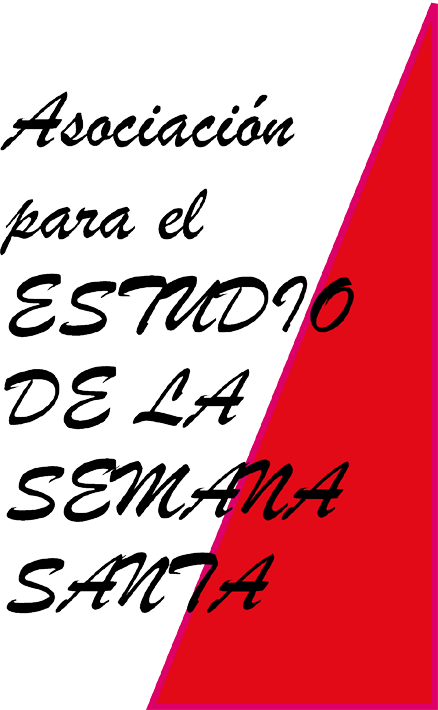 Asociación
para el
ESTUDIO
DE LA
SEMANA
SANTA